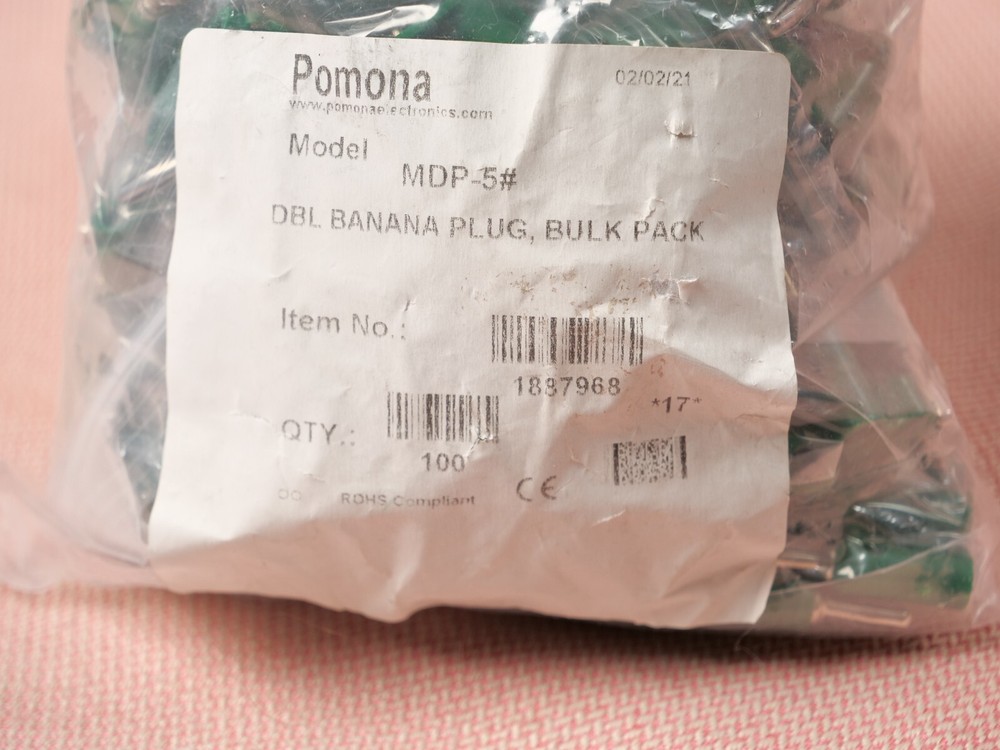 Pomona
02/02/21
www.pomonaelectronics.com
Model
MDP-5#
DBL BANANA PLUG, BULK PACK
Item No.:
1887968
*17*
QTY.:
100
ROHS Compliant
CE